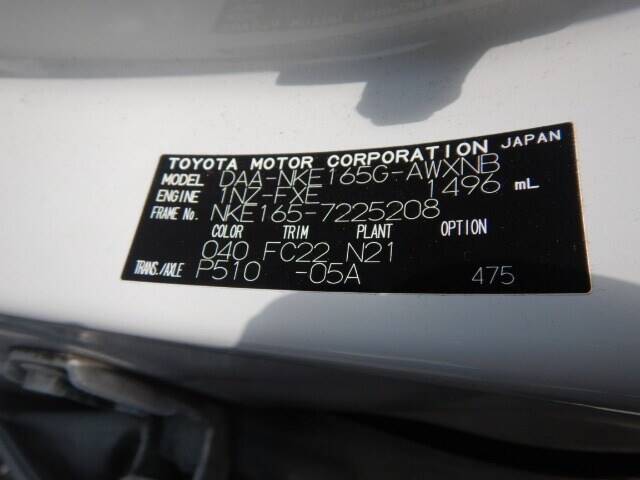 TOYOTA MOTOR CORPORATION JAPAN
MODEL DAA-NKE165G-AWXNB
ENGINE 1NZ-FXE 1496 mL
FRAME No. NKE165-7225208
COLOR TRIM PLANT OPTION
040 FC22 N21
TRANS./AXLE P510 -05A 475